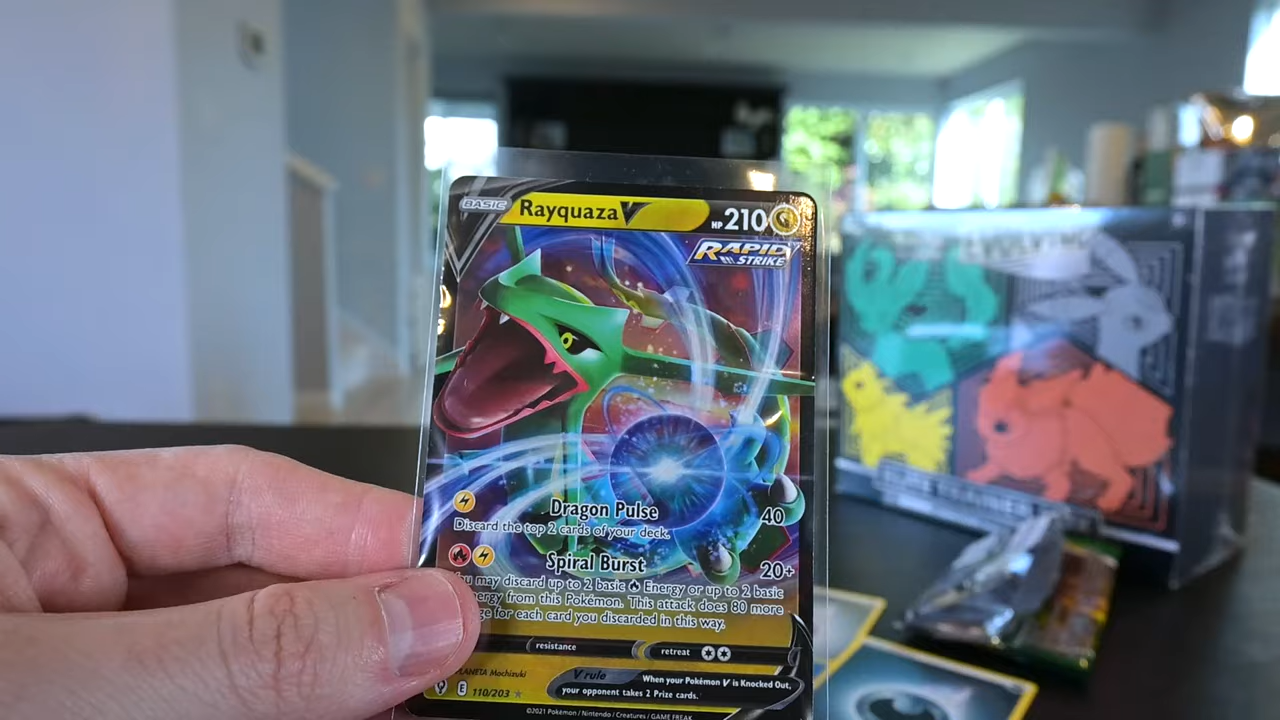 BASIC Rayquaza V HP 210
RAPID
STRIKE
Dragon Pulse 40
Discard the top 2 cards of your deck.
Spiral Burst 20+
You may discard up to 2 basic Energy or up to 2 basic
ergy from this Pokémon. This attack does 80 more
ge for each card you discarded in this way.
resistance retreat
V rule When your Pokémon V is Knocked Out,
your opponent takes 2 Prize cards.
PLANETA Mochizuki
E 110/203
©2021 Pokémon / Nintendo / Creatures / GAME FREAK